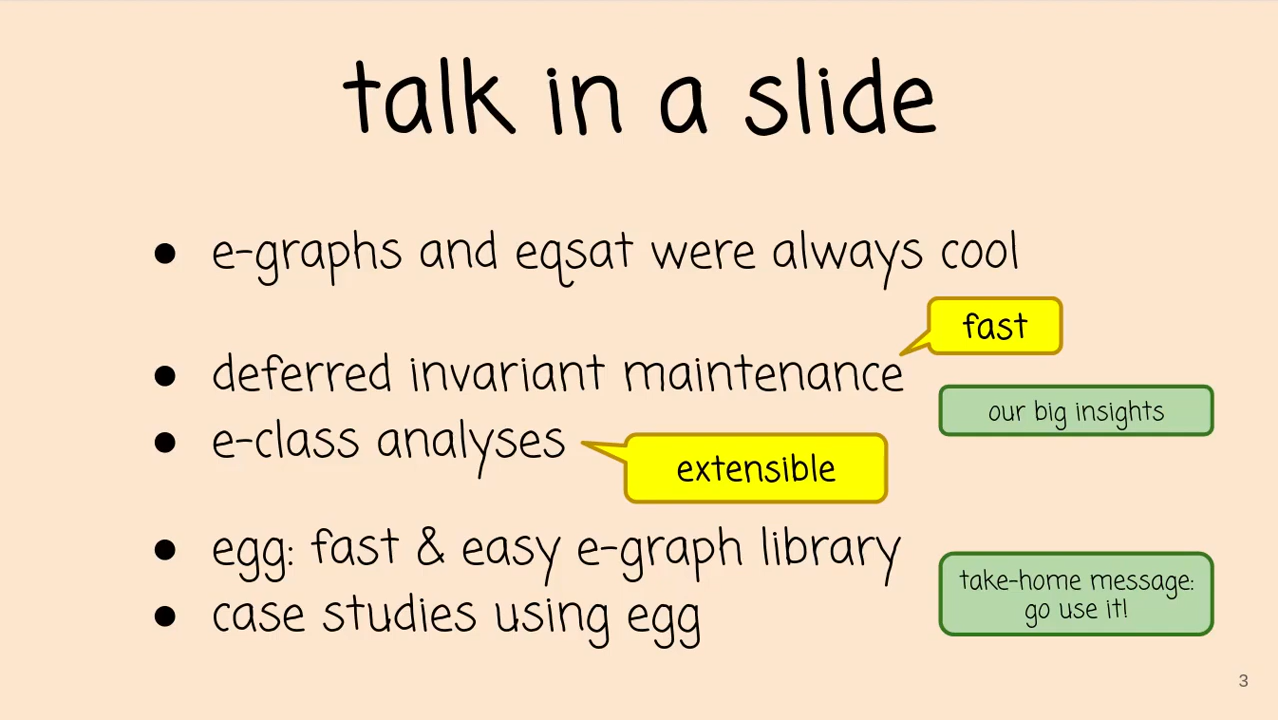 talk in a slide
● e-graphs and eqsat were always cool
fast
● deferred invariant maintenance
our big insights
● e-class analyses
extensible
● egg: fast & easy e-graph library
take-home message:
go use it!
● case studies using egg
3